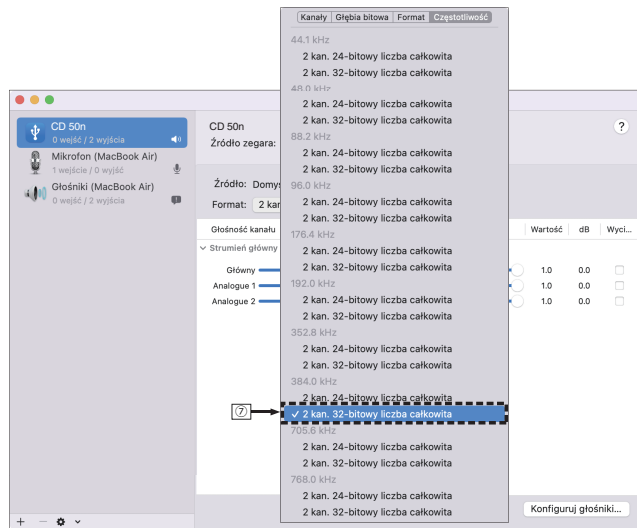 Kanały Głębia bitowa Format Częstotliwość
44.1 kHz
2 kan. 24-bitowy liczba całkowita
2 kan. 32-bitowy liczba całkowita
48.0 kHz
2 kan. 24-bitowy liczba całkowita
2 kan. 32-bitowy liczba całkowita
88.2 kHz
2 kan. 24-bitowy liczba całkowita
2 kan. 32-bitowy liczba całkowita
96.0 kHz
2 kan. 24-bitowy liczba całkowita
2 kan. 32-bitowy liczba całkowita
176.4 kHz
2 kan. 24-bitowy liczba całkowita
2 kan. 32-bitowy liczba całkowita
192.0 kHz
2 kan. 24-bitowy liczba całkowita
2 kan. 32-bitowy liczba całkowita
352.8 kHz
2 kan. 24-bitowy liczba całkowita
2 kan. 32-bitowy liczba całkowita
384.0 kHz
2 kan. 24-bitowy liczba całkowita
⑦
✓ 2 kan. 32-bitowy liczba całkowita
705.6 kHz
2 kan. 24-bitowy liczba całkowita
2 kan. 32-bitowy liczba całkowita
768.0 kHz
2 kan. 24-bitowy liczba całkowita
2 kan. 32-bitowy liczba całkowita
CD 50n
0 wejść / 2 wyjścia
Mikrofon (MacBook Air)
1 wejście / 0 wyjść
Głośniki (MacBook Air)
0 wejść / 2 wyjścia
CD 50n
?
Źródło zegara:
Źródło: Domyś
Format: 2 kan
Głośność kanału Wartość dB Wyci...
Strumień główny
Główny 1.0 0.0
Analogue 1 1.0 0.0
Analogue 2 1.0 0.0
Konfiguruj głośniki...